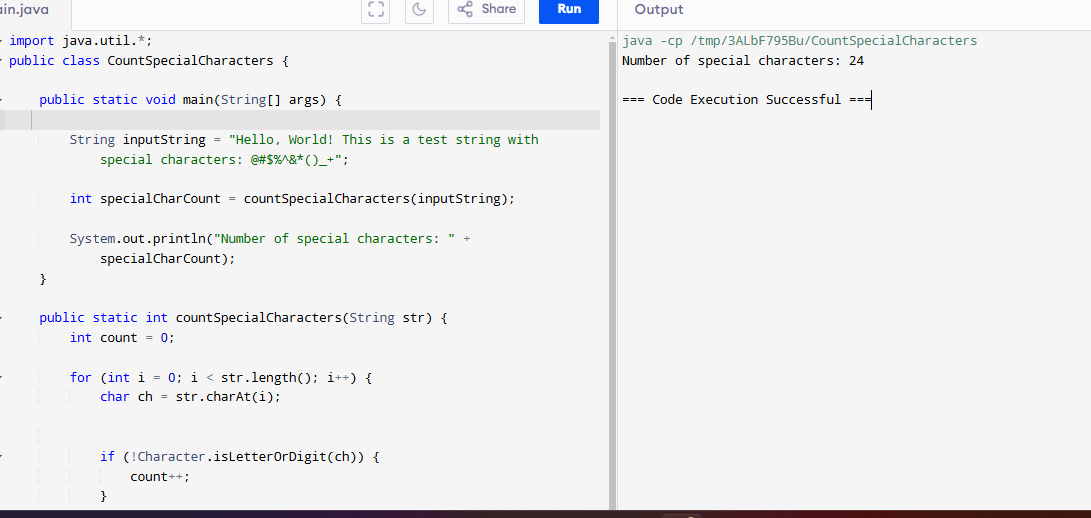 ain.java
Share
Run
Output
import java.util.*;
public class CountSpecialCharacters {
public static void main(String[] args) {
String inputString = "Hello, World! This is a test string with
special characters: @#$%^&*()_+";
int specialCharCount = countSpecialCharacters(inputString);
System.out.println("Number of special characters: " +
specialCharCount);
}
public static int countSpecialCharacters(String str) {
int count = 0;
for (int i = 0; i < str.length(); i++) {
char ch = str.charAt(i);
if (!Character.isLetterOrDigit(ch)) {
count++;
}
java -cp /tmp/3ALbF795Bu/CountSpecialCharacters
Number of special characters: 24
=== Code Execution Successful ===